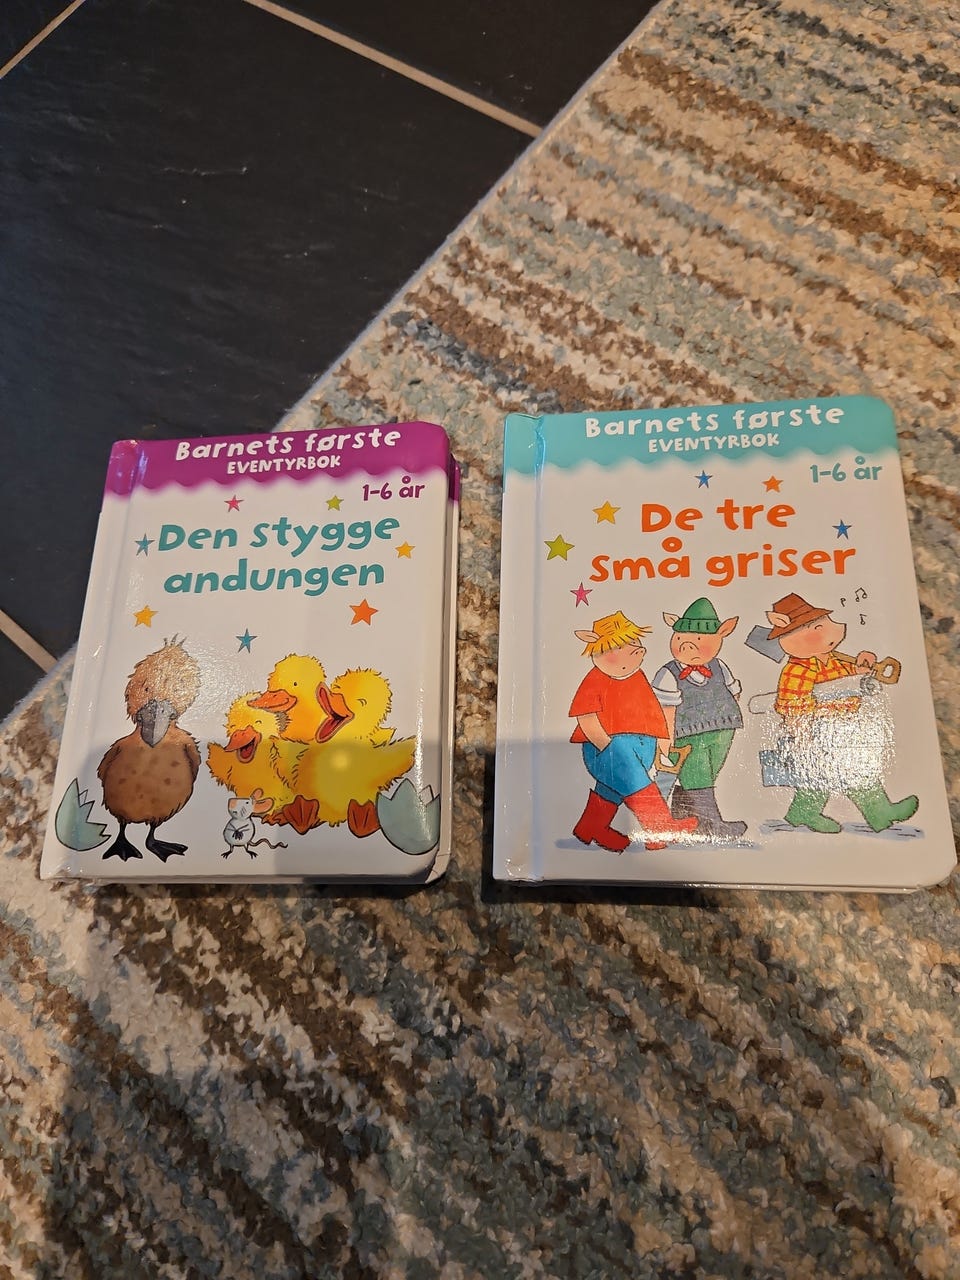 Barnets første
EVENTYRBOK
1-6 år
Den stygge
andungen
Barnets første
EVENTYRBOK
1-6 år
De tre
små griser